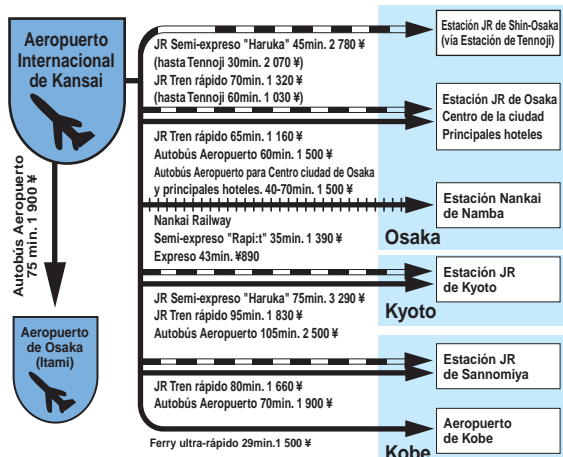 Aeropuerto
Internacional
de Kansai
Autobús Aeropuerto
75 min. 1 900 ¥
Aeropuerto
de Osaka
(Itami)
JR Semi-expreso "Haruka" 45min. 2 780 ¥
(hasta Tennoji 30min. 2 070 ¥)
JR Tren rápido 70min. 1 320 ¥
(hasta Tennoji 60min. 1 030 ¥)
Estación JR de Shin-Osaka
(vía Estación de Tennoji)
JR Tren rápido 65min. 1 160 ¥
Autobús Aeropuerto 60min. 1 500 ¥
Autobús Aeropuerto para Centro ciudad de Osaka
y principales hoteles. 40-70min. 1 500 ¥
Estación JR de Osaka
Centro de la ciudad
Principales hoteles
Nankai Railway
Semi-expreso "Rapi:t" 35min. 1 390 ¥
Expreso 43min. ¥890
Estación Nankai
de Namba
Osaka
JR Semi-expreso "Haruka" 75min. 3 290 ¥
JR Tren rápido 95min. 1 830 ¥
Autobús Aeropuerto 105min. 2 500 ¥
Estación JR
de Kyoto
Kyoto
JR Tren rápido 80min. 1 660 ¥
Autobús Aeropuerto 70min. 1 900 ¥
Estación JR
de Sannomiya
Ferry ultra-rápido 29min.1 500 ¥
Aeropuerto
de Kobe
Kobe